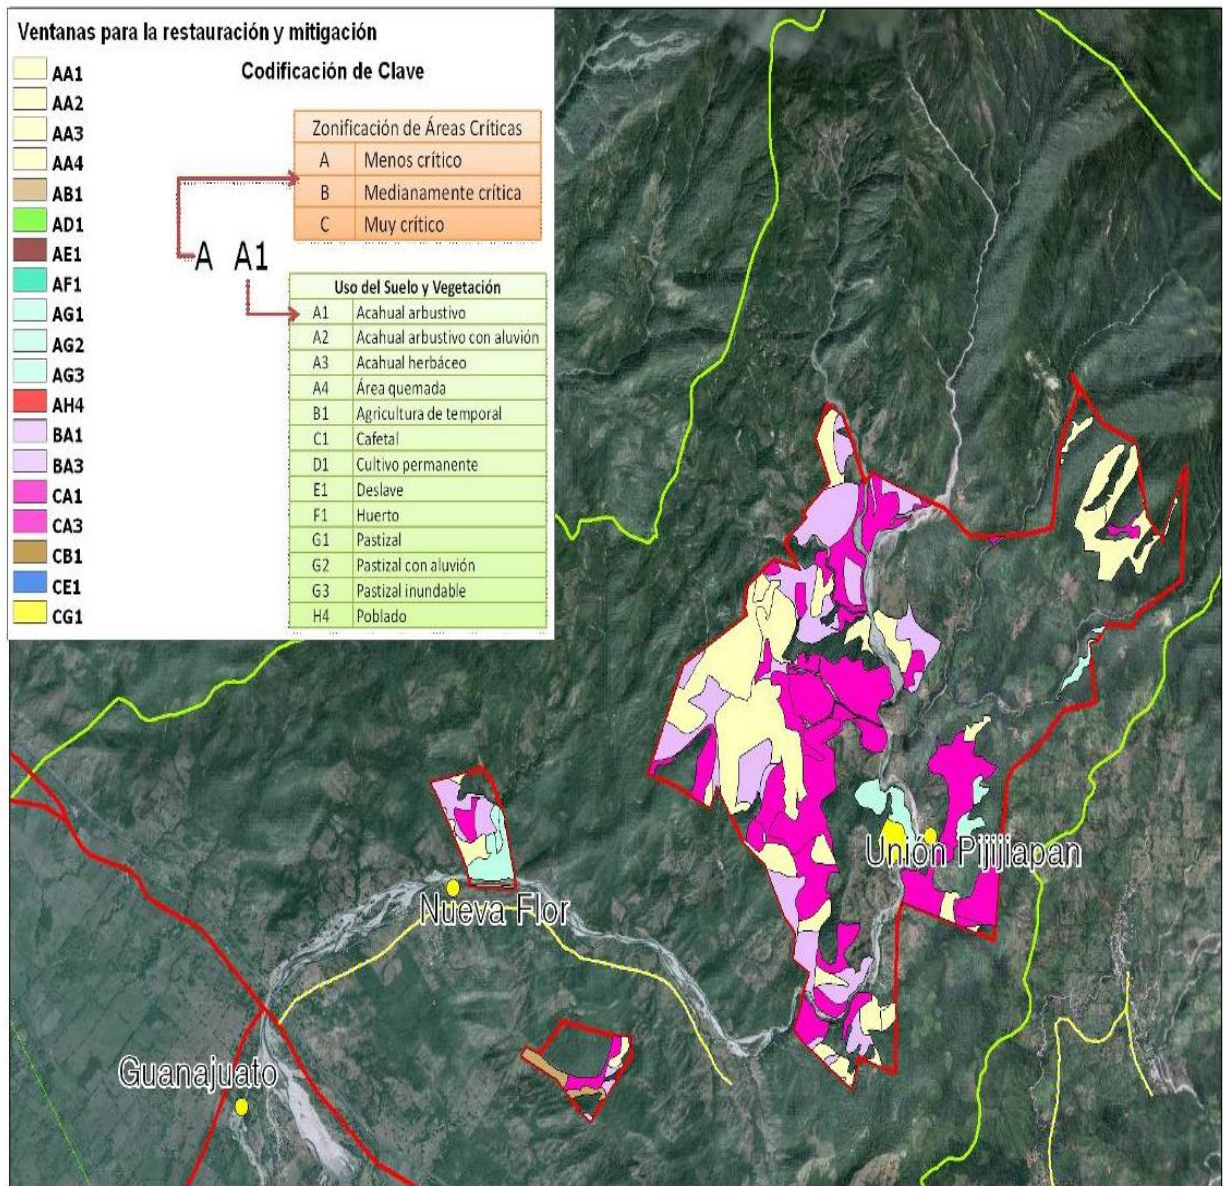 Ventanas para la restauración y mitigación
AA1
AA2
AA3
AA4
AB1
AD1
AE1
AF1
AG1
AG2
AG3
AH4
BA1
BA3
CA1
CA3
CB1
CE1
CG1
Codificación de Clave
Zonificación de Áreas Críticas
A Menos crítico
B Medianamente crítica
C Muy crítico
A A1
Uso del Suelo y Vegetación
A1 Acahual arbustivo
A2 Acahual arbustivo con aluvión
A3 Acahual herbáceo
A4 Área quemada
B1 Agricultura de temporal
C1 Cafetal
D1 Cultivo permanente
E1 Deslave
F1 Huerto
G1 Pastizal
G2 Pastizal con aluvión
G3 Pastizal inundable
H4 Poblado
Unión Pijijiapan
Nueva Flor
Guanajuato